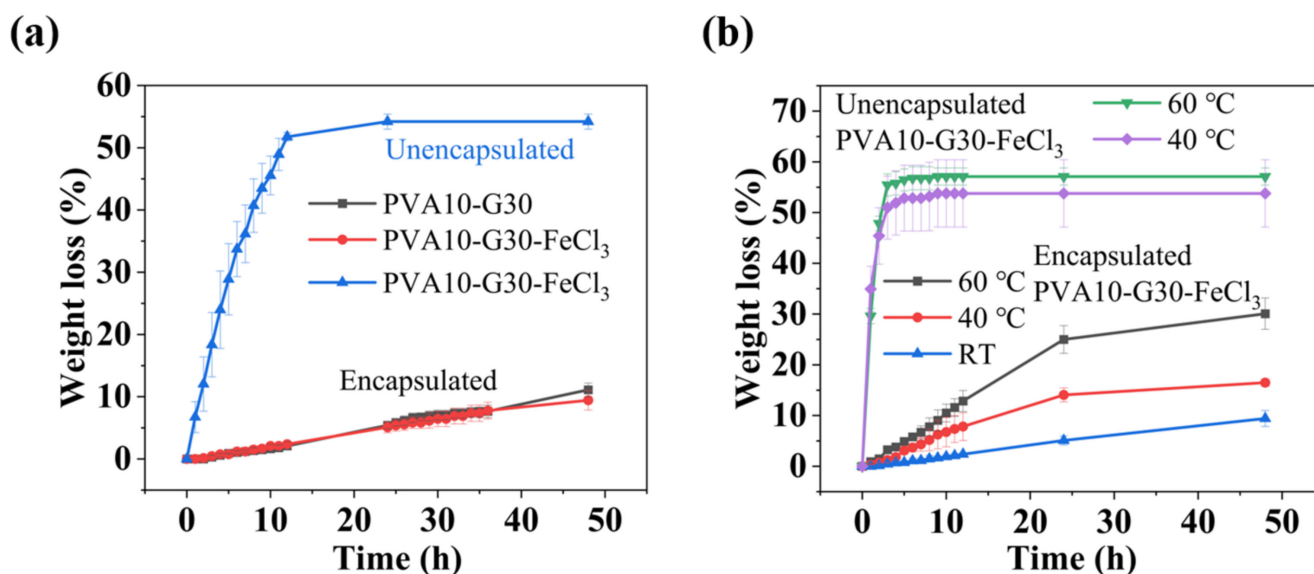 (a)
60
50
40
30
20
10
0
Weight loss (%)
Unencapsulated
PVA10-G30
PVA10-G30-FeCl₃
PVA10-G30-FeCl₃
Encapsulated
0 10 20 30 40 50
Time (h)
(b)
70
60
50
40
30
20
10
0
Weight loss (%)
Unencapsulated
PVA10-G30-FeCl₃
60 ℃
40 ℃
Encapsulated
PVA10-G30-FeCl₃
60 ℃
40 ℃
RT
0 10 20 30 40 50
Time (h)